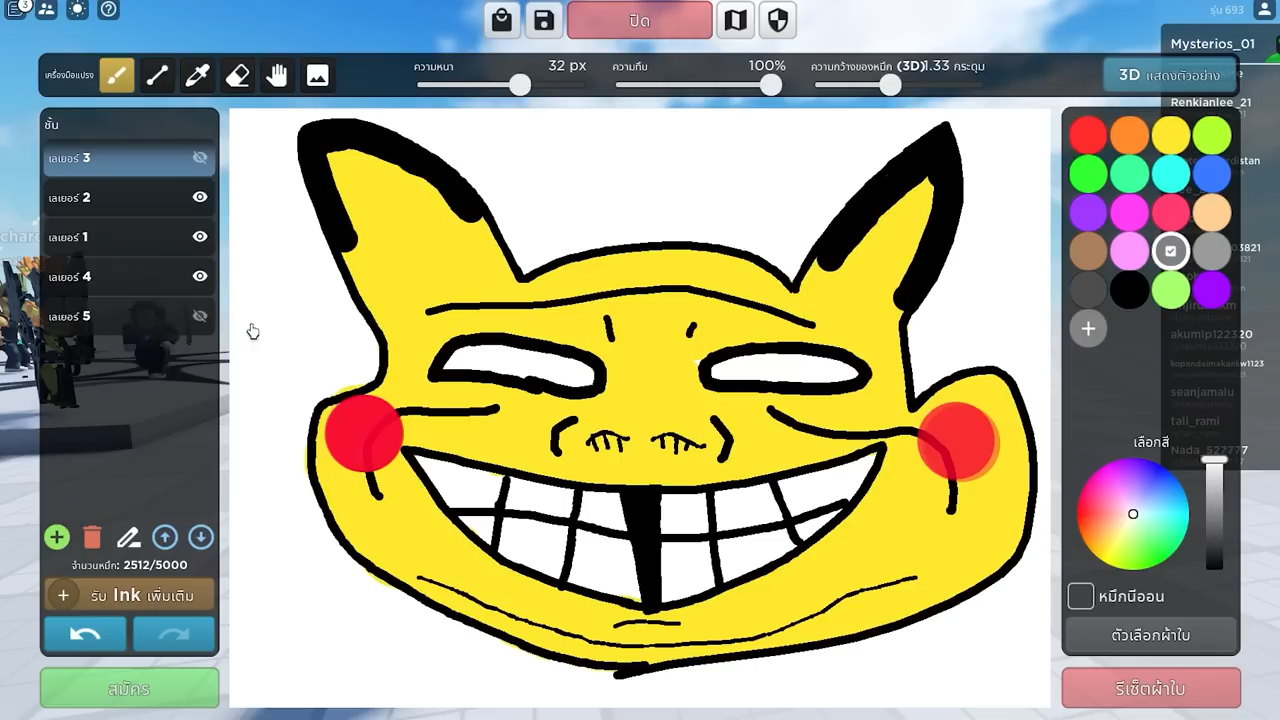 3
ปิด
รุ่น 693
Mysterios_01
เครื่องมือแปรง
ความหนา
32 px
ความทึบ
100%
ความกว้างของหมึก (3D)
1.33 กระดุม
3D แสดงตัวอย่าง
Renkianlee_21
ชั้น
เลเยอร์ 3
เลเยอร์ 2
เลเยอร์ 1
เลเยอร์ 4
เลเยอร์ 5
akumip122320
kopandaimakankw1123
seanjamalu
tali_rami
Nada_527777
เลือกสี
จำนวนหมึก: 2512/5000
รับ Ink เพิ่มเติม
หมึกนีออน
ตัวเลือกผ้าใบ
สมัคร
รีเซ็ตผ้าใบ